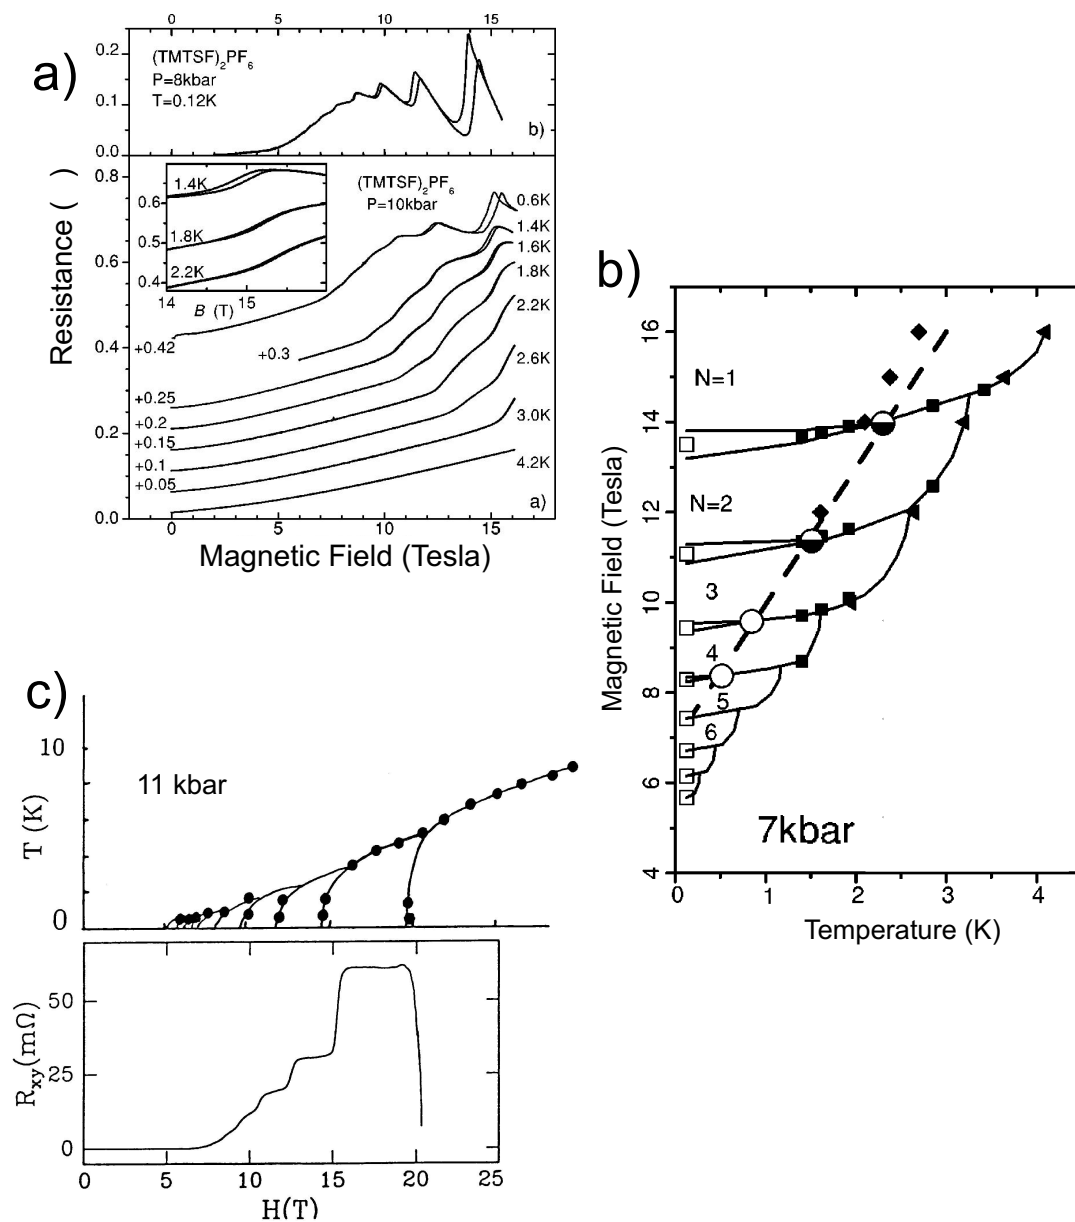 a)
0 5 10 15
0.2
0.1
0.0
(TMTSF)₂PF₆
P=8kbar
T=0.12K
b)
Resistance ( )
0.8
0.6
0.4
0.2
0.0
(TMTSF)₂PF₆
P=10kbar
1.4K
1.8K
2.2K
0.6
0.5
0.4
14 15
B (T)
0.6K
1.4K
1.6K
1.8K
2.2K
2.6K
3.0K
4.2K
+0.42
+0.3
+0.25
+0.2
+0.15
+0.1
+0.05
a)
0 5 10 15
Magnetic Field (Tesla)
b)
Magnetic Field (Tesla)
16
14
12
10
8
6
4
N=1
N=2
3
4
5
6
7kbar
0 1 2 3 4
Temperature (K)
c)
T (K)
10
0
11 kbar
Rxy(mΩ)
50
25
0
0 5 10 15 20 25
H(T)